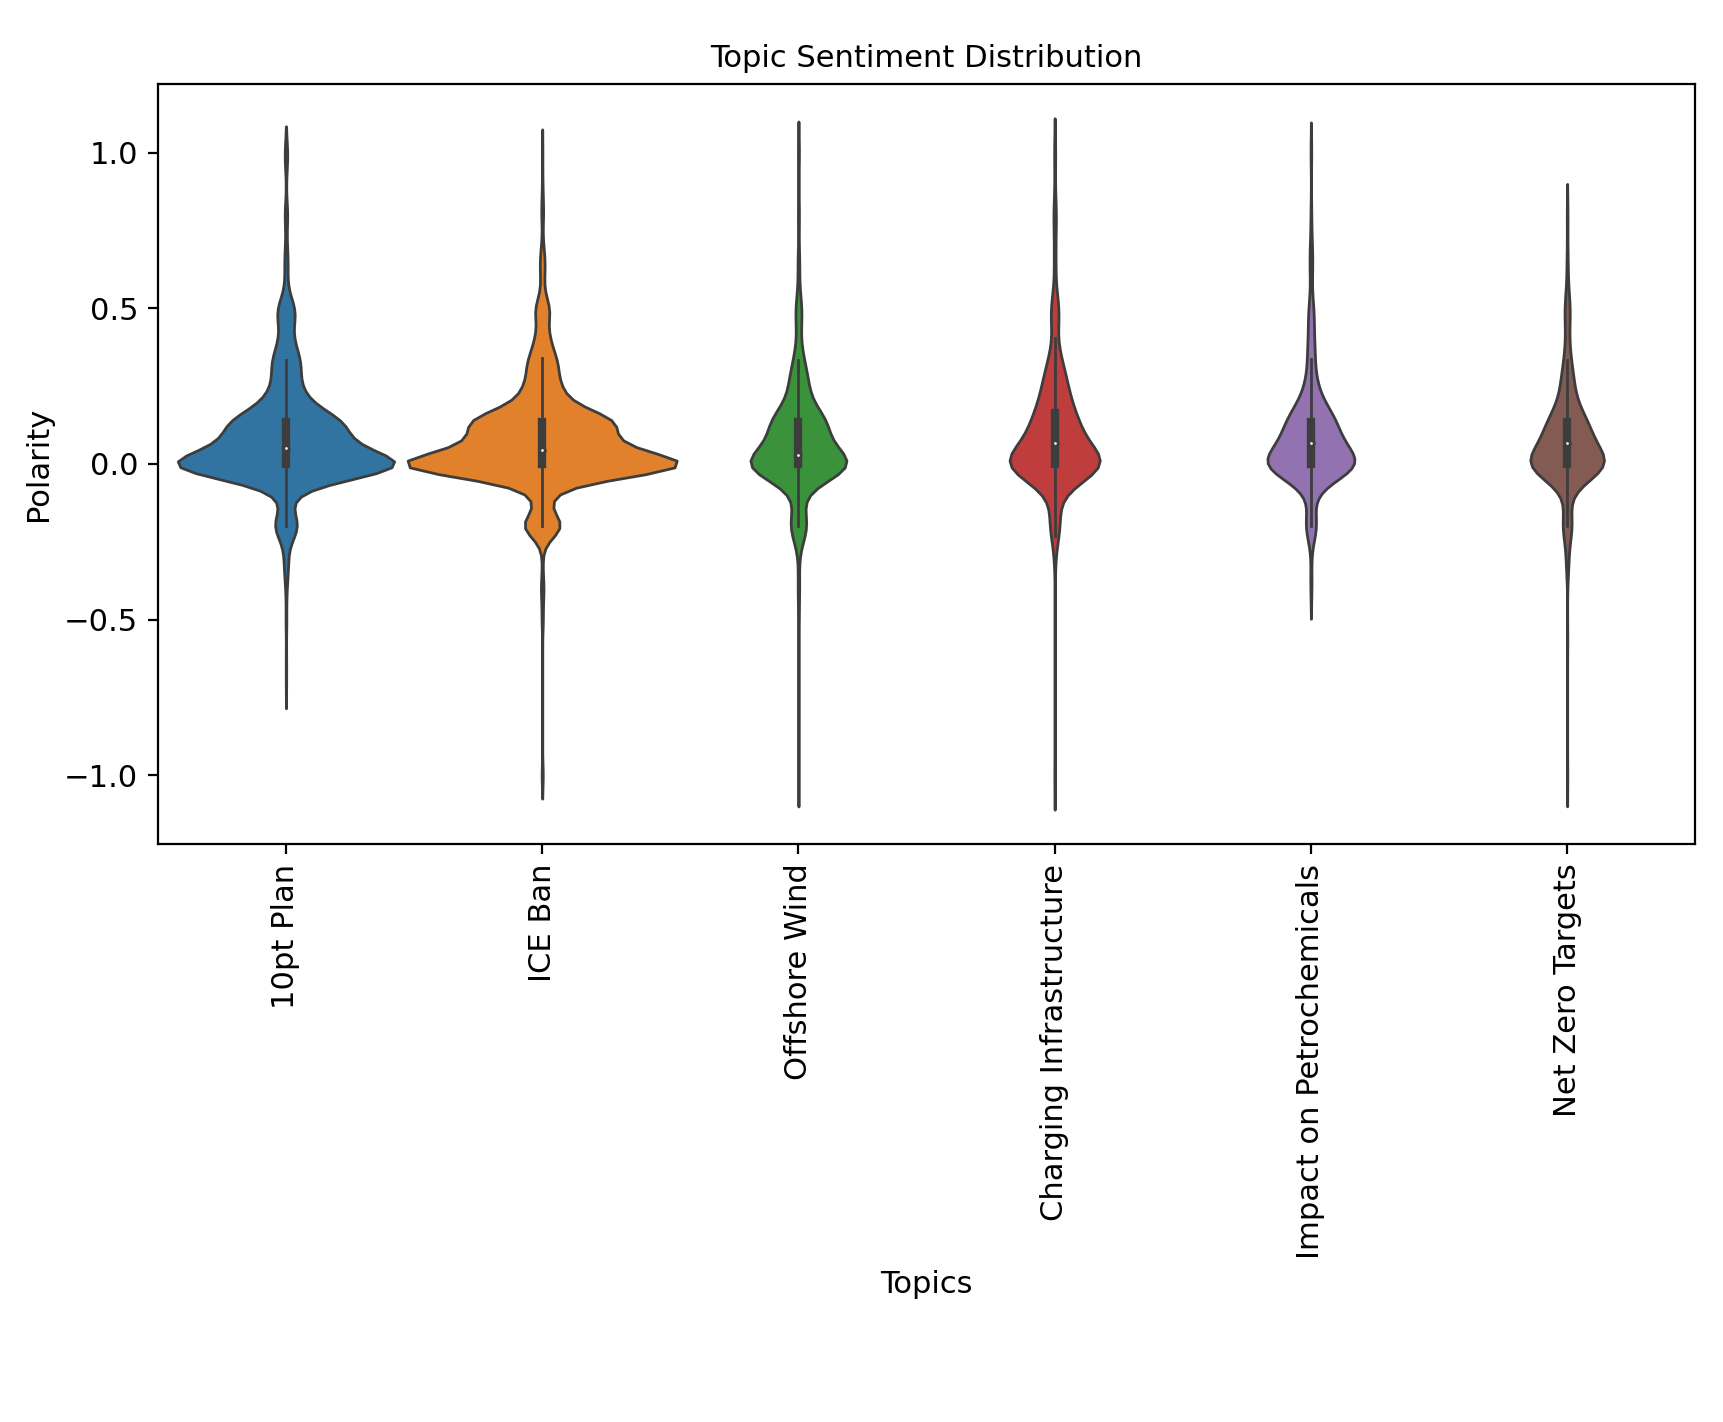 Topic Sentiment Distribution
Polarity
1.0
0.5
0.0
−0.5
−1.0
10pt Plan
ICE Ban
Offshore Wind
Charging Infrastructure
Impact on Petrochemicals
Net Zero Targets
Topics